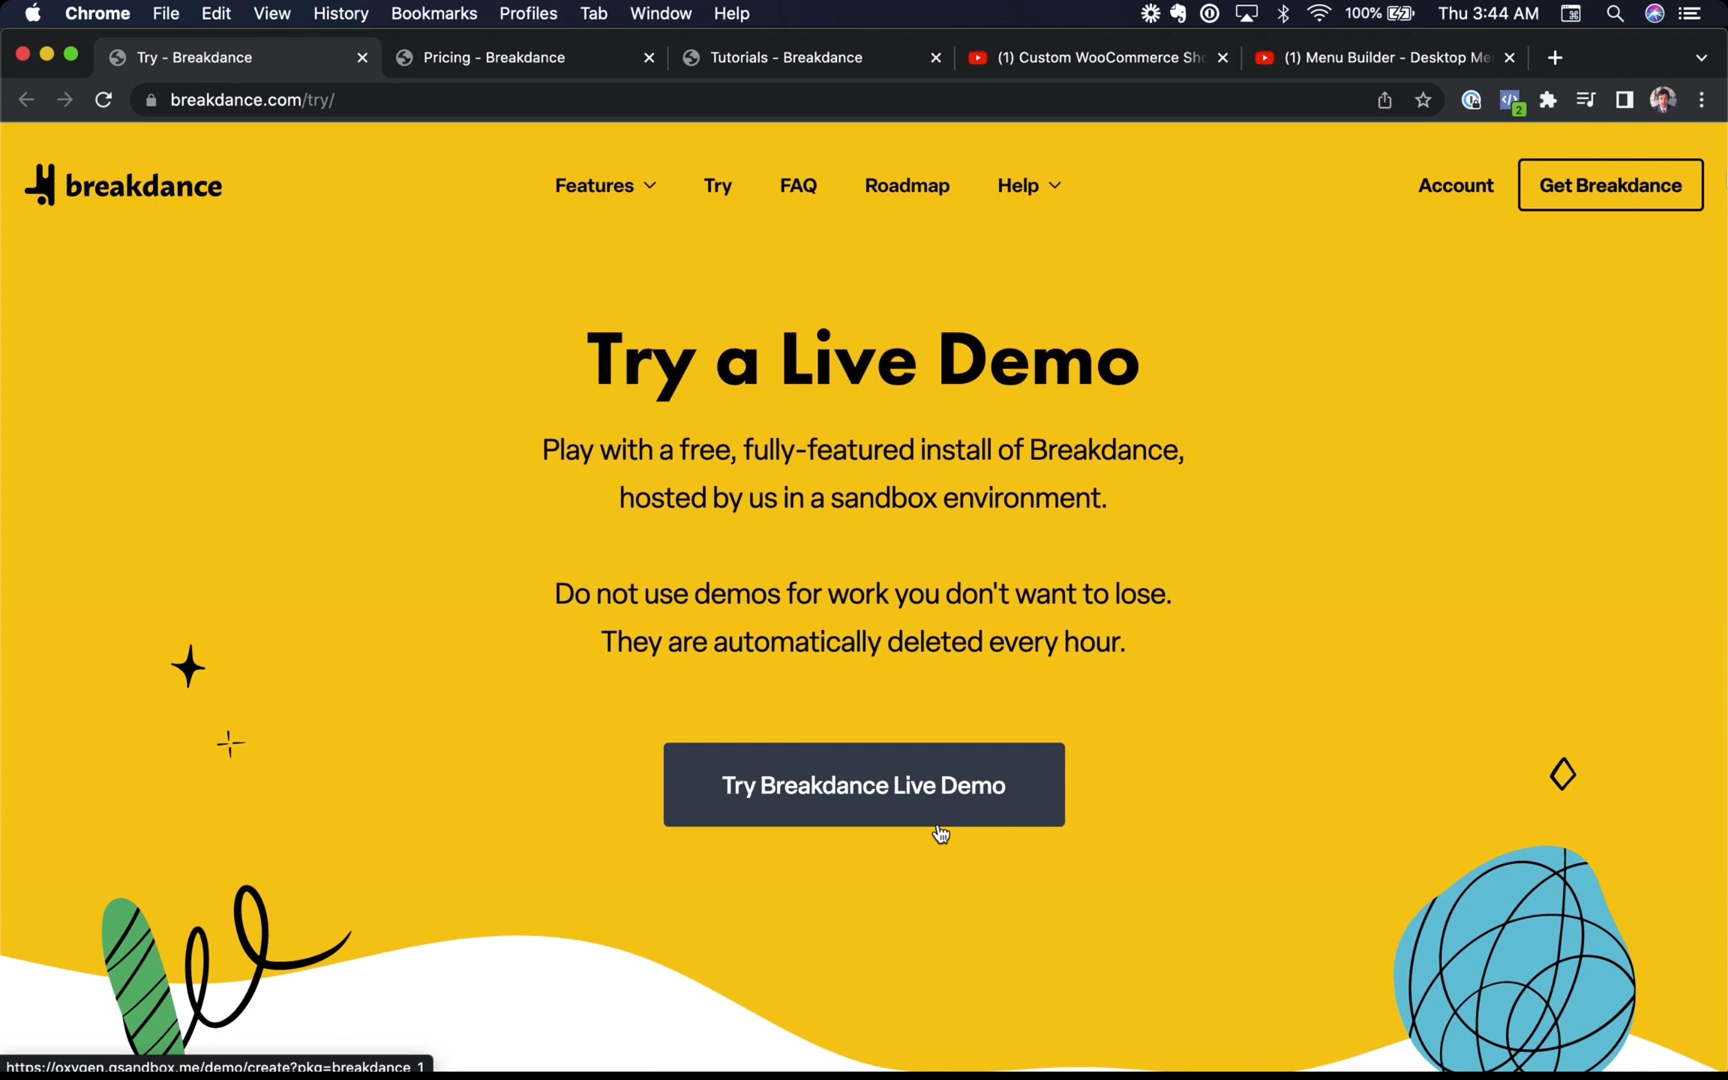 Chrome File Edit View History Bookmarks Profiles Tab Window Help 100% Thu 3:44 AM
Try - Breakdance Pricing - Breakdance Tutorials - Breakdance (1) Custom WooCommerce Sho (1) Menu Builder - Desktop Me
breakdance.com/try/ 2
breakdance Features Try FAQ Roadmap Help Account Get Breakdance
Try a Live Demo
Play with a free, fully-featured install of Breakdance,
hosted by us in a sandbox environment.
Do not use demos for work you don't want to lose.
They are automatically deleted every hour.
Try Breakdance Live Demo
https://oxygen.qsandbox.me/demo/create?pkg=breakdance_1